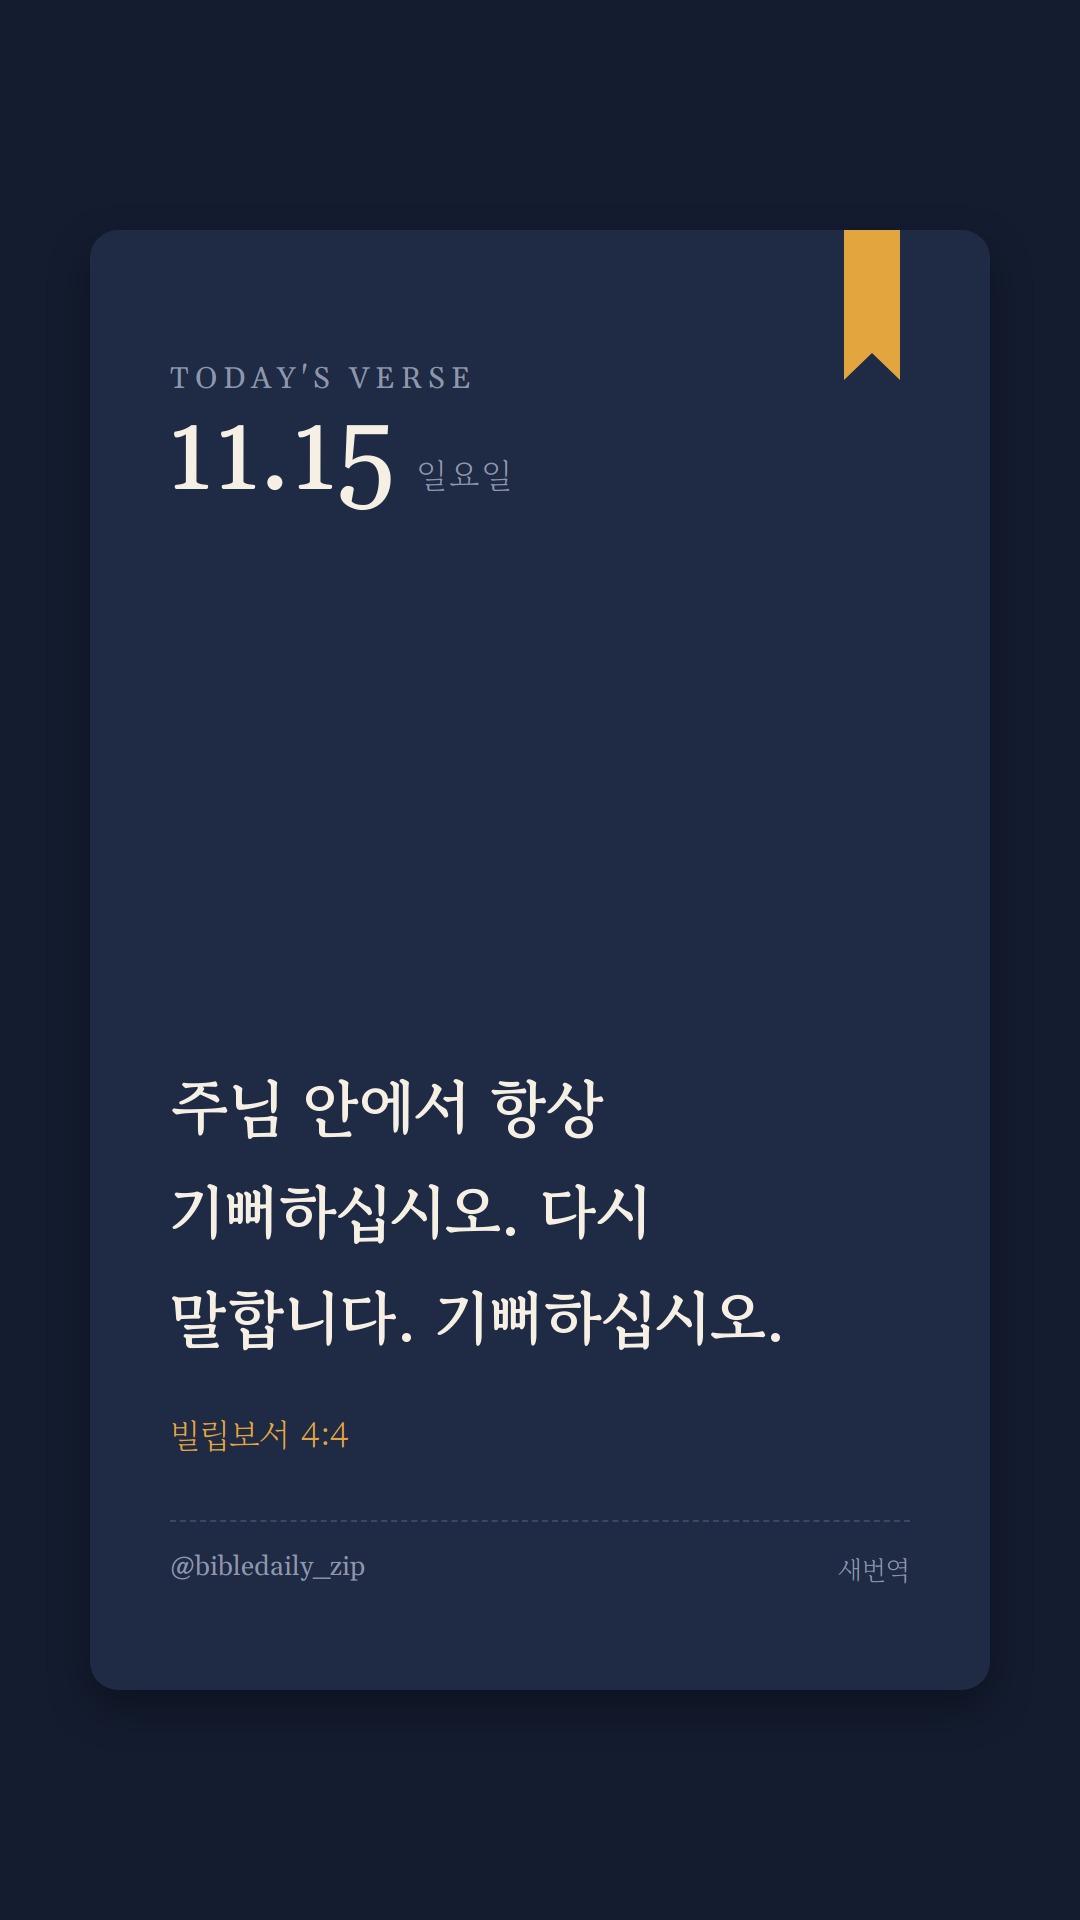 TODAY'S VERSE
11.15 일요일
주님 안에서 항상
기뻐하십시오. 다시
말합니다. 기뻐하십시오.
빌립보서 4:4
@bibledaily_zip 새번역